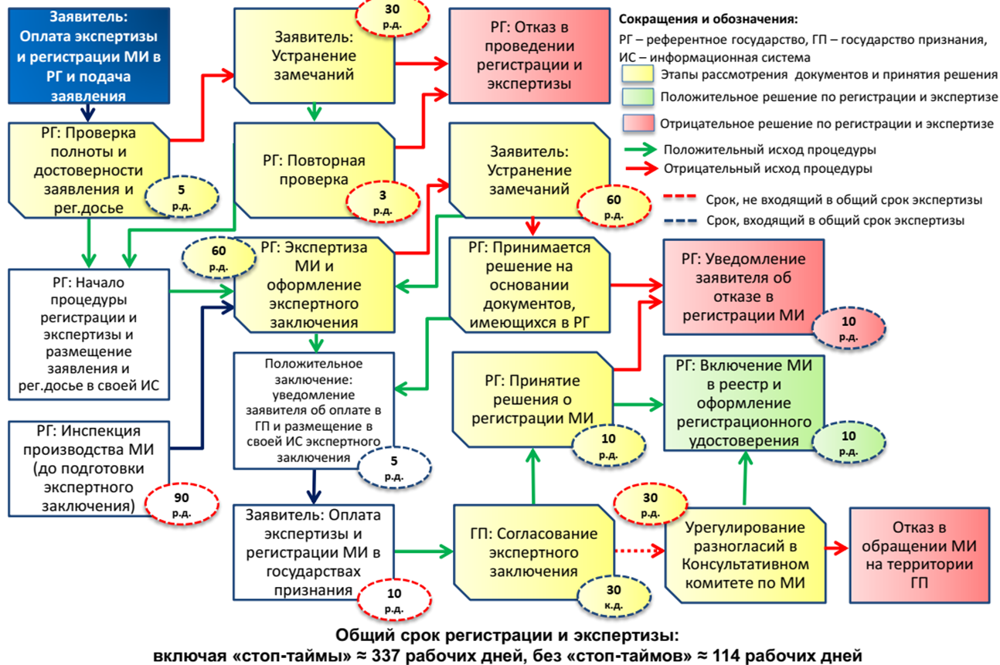 Заявитель:
Оплата экспертизы
и регистрации МИ в
РГ и подача
заявления
30
р.д.
Заявитель:
Устранение
замечаний
РГ: Отказ в
проведении
регистрации и
экспертизы
Сокращения и обозначения:
РГ – референтное государство, ГП – государство признания,
ИС – информационная система
Этапы рассмотрения документов и принятия решения
Положительное решение по регистрации и экспертизе
Отрицательное решение по регистрации и экспертизе
Положительный исход процедуры
Отрицательный исход процедуры
Срок, не входящий в общий срок экспертизы
Срок, входящий в общий срок экспертизы
РГ: Проверка
полноты и
достоверности
заявления и
рег.досье
5
р.д.
РГ: Повторная
проверка
3
р.д.
Заявитель:
Устранение
замечаний
60
р.д.
РГ: Начало
процедуры
регистрации и
экспертизы и
размещение
заявления и
рег.досье в своей ИС
60
р.д.
РГ: Экспертиза
МИ и
оформление
экспертного
заключения
РГ: Принимается
решение на
основании
документов,
имеющихся в РГ
РГ: Уведомление
заявителя об
отказе в
регистрации МИ
10
р.д.
РГ: Инспекция
производства МИ
(до подготовки
экспертного
заключения)
90
р.д.
Положительное
заключение:
уведомление
заявителя об оплате в
ГП и размещение в
своей ИС экспертного
заключения
5
р.д.
РГ: Принятие
решения о
регистрации МИ
10
р.д.
РГ: Включение МИ
в реестр и
оформление
регистрационного
удостоверения
10
р.д.
Заявитель: Оплата
экспертизы и
регистрации МИ в
государствах
признания
10
р.д.
ГП: Согласование
экспертного
заключения
30
к.д.
30
р.д.
Урегулирование
разногласий в
Консультативном
комитете по МИ
Отказ в
обращении МИ
на территории
ГП
Общий срок регистрации и экспертизы:
включая «стоп-таймы» ≈ 337 рабочих дней, без «стоп-таймов» ≈ 114 рабочих дней